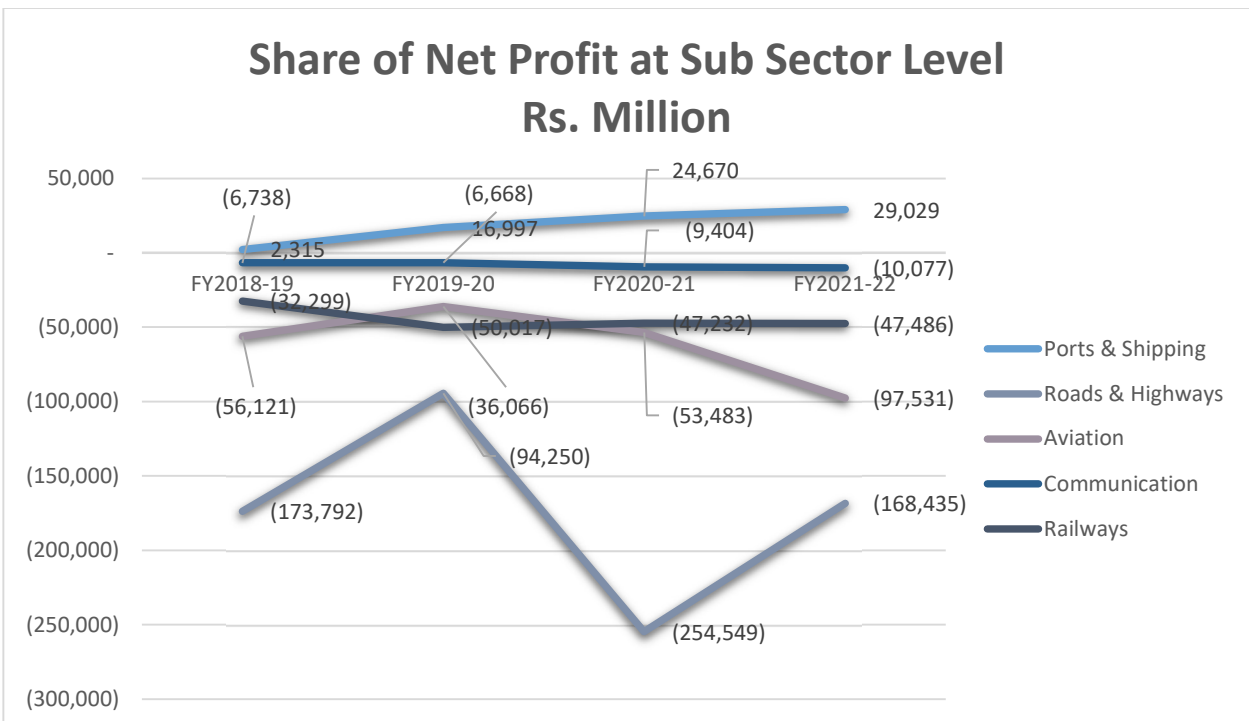 Share of Net Profit at Sub Sector Level
Rs. Million
50,000
-
(50,000)
(100,000)
(150,000)
(200,000)
(250,000)
(300,000)
(6,738)
(6,668)
24,670
29,029
2,315
16,997
(9,404)
(10,077)
FY2018-19
FY2019-20
FY2020-21
FY2021-22
(32,299)
(50,017)
(47,232)
(47,486)
(56,121)
(36,066)
(53,483)
(97,531)
(94,250)
(173,792)
(168,435)
(254,549)
Ports & Shipping
Roads & Highways
Aviation
Communication
Railways